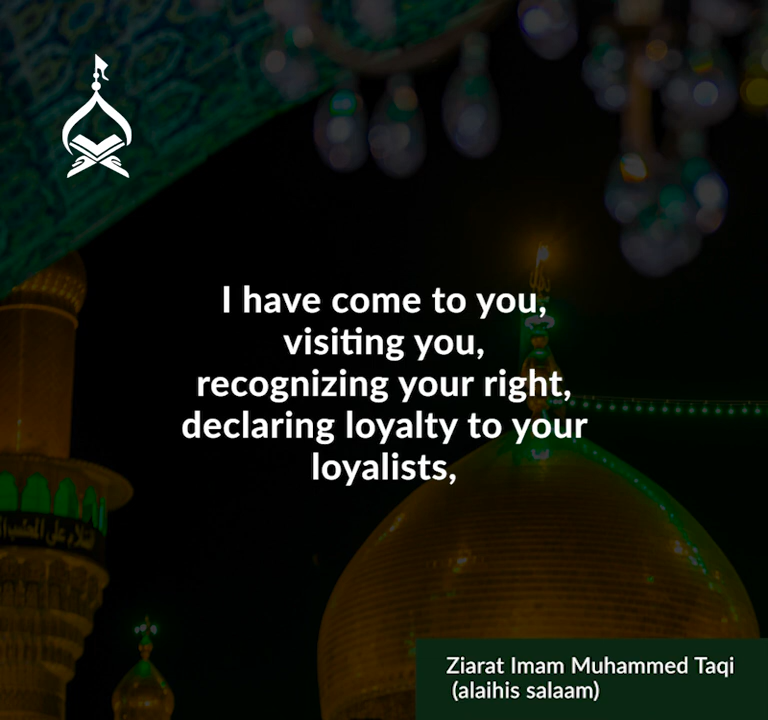 I have come to you,
visiting you,
recognizing your right,
declaring loyalty to your
loyalists,
Ziarat Imam Muhammed Taqi
(alaihis salaam)